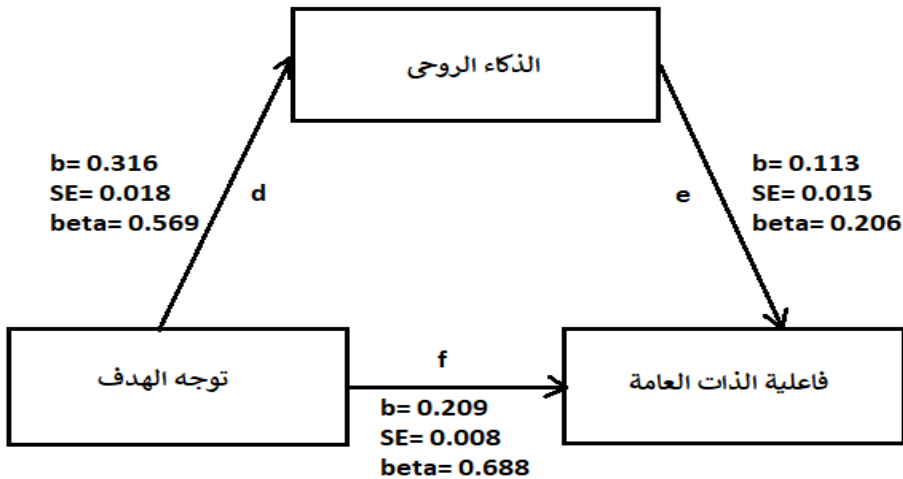 الذكاء الروحى
b= 0.316
SE= 0.018
beta= 0.569
d
e
b= 0.113
SE= 0.015
beta= 0.206
توجه الهدف
f
b= 0.209
SE= 0.008
beta= 0.688
فاعلية الذات العامة